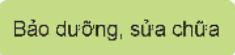 Bảo dưỡng, sửa chữa